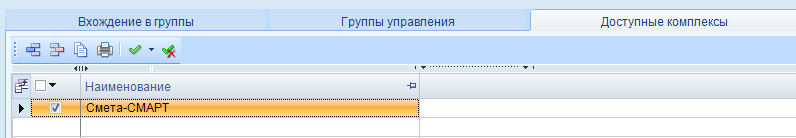 Вхождение в группы
Группы управления
Доступные комплексы
Наименование
Смета-СМАРТ